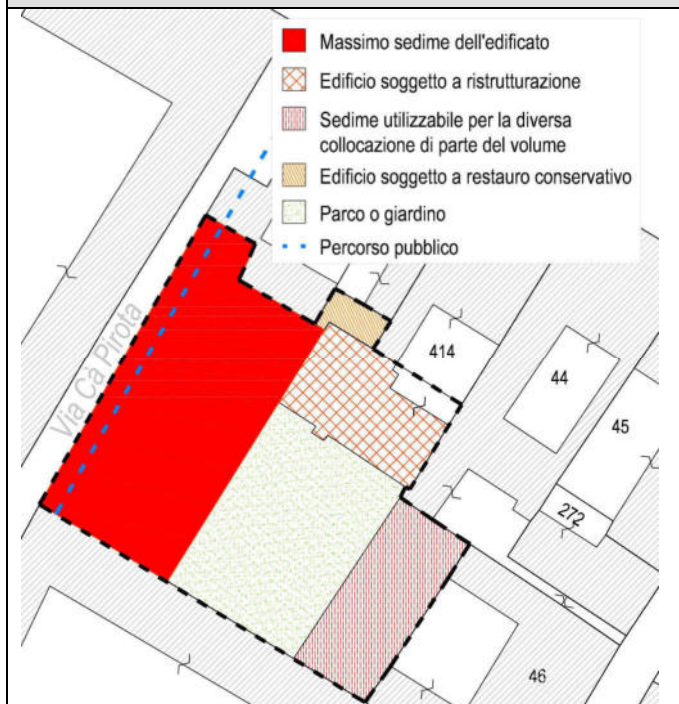 Massimo sedime dell'edificato
Edificio soggetto a ristrutturazione
Sedime utilizzabile per la diversa
collocazione di parte del volume
Edificio soggetto a restauro conservativo
Parco o giardino
Percorso pubblico
Via Cà Pirota
414
44
45
272
46